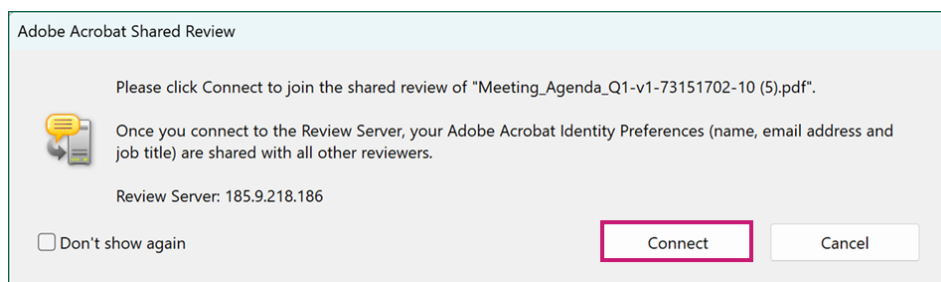 Adobe Acrobat Shared Review
Please click Connect to join the shared review of "Meeting_Agenda_Q1-v1-73151702-10 (5).pdf".
Once you connect to the Review Server, your Adobe Acrobat Identity Preferences (name, email address and
job title) are shared with all other reviewers.
Review Server: 185.9.218.186
Don't show again
Connect
Cancel